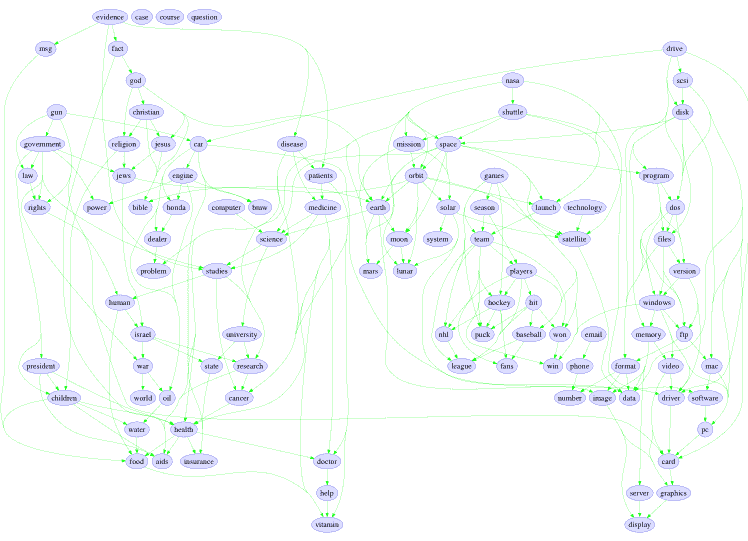 evidence case course question
msg fact drive
god nasa scsi
gun christian shuttle disk
government religion jesus car disease mission space
law jews engine patients orbit games program
rights power bible honda computer bmw medicine earth solar season launch technology dos
dealer science moon system team satellite files
problem studies mars lunar players version
human hockey hit windows
israel university nhl puck baseball won email memory ftp
president war state research league fans win phone format video mac
children world oil cancer number image data driver software
water health pc
food aids insurance doctor card
help server graphics
vitamin display